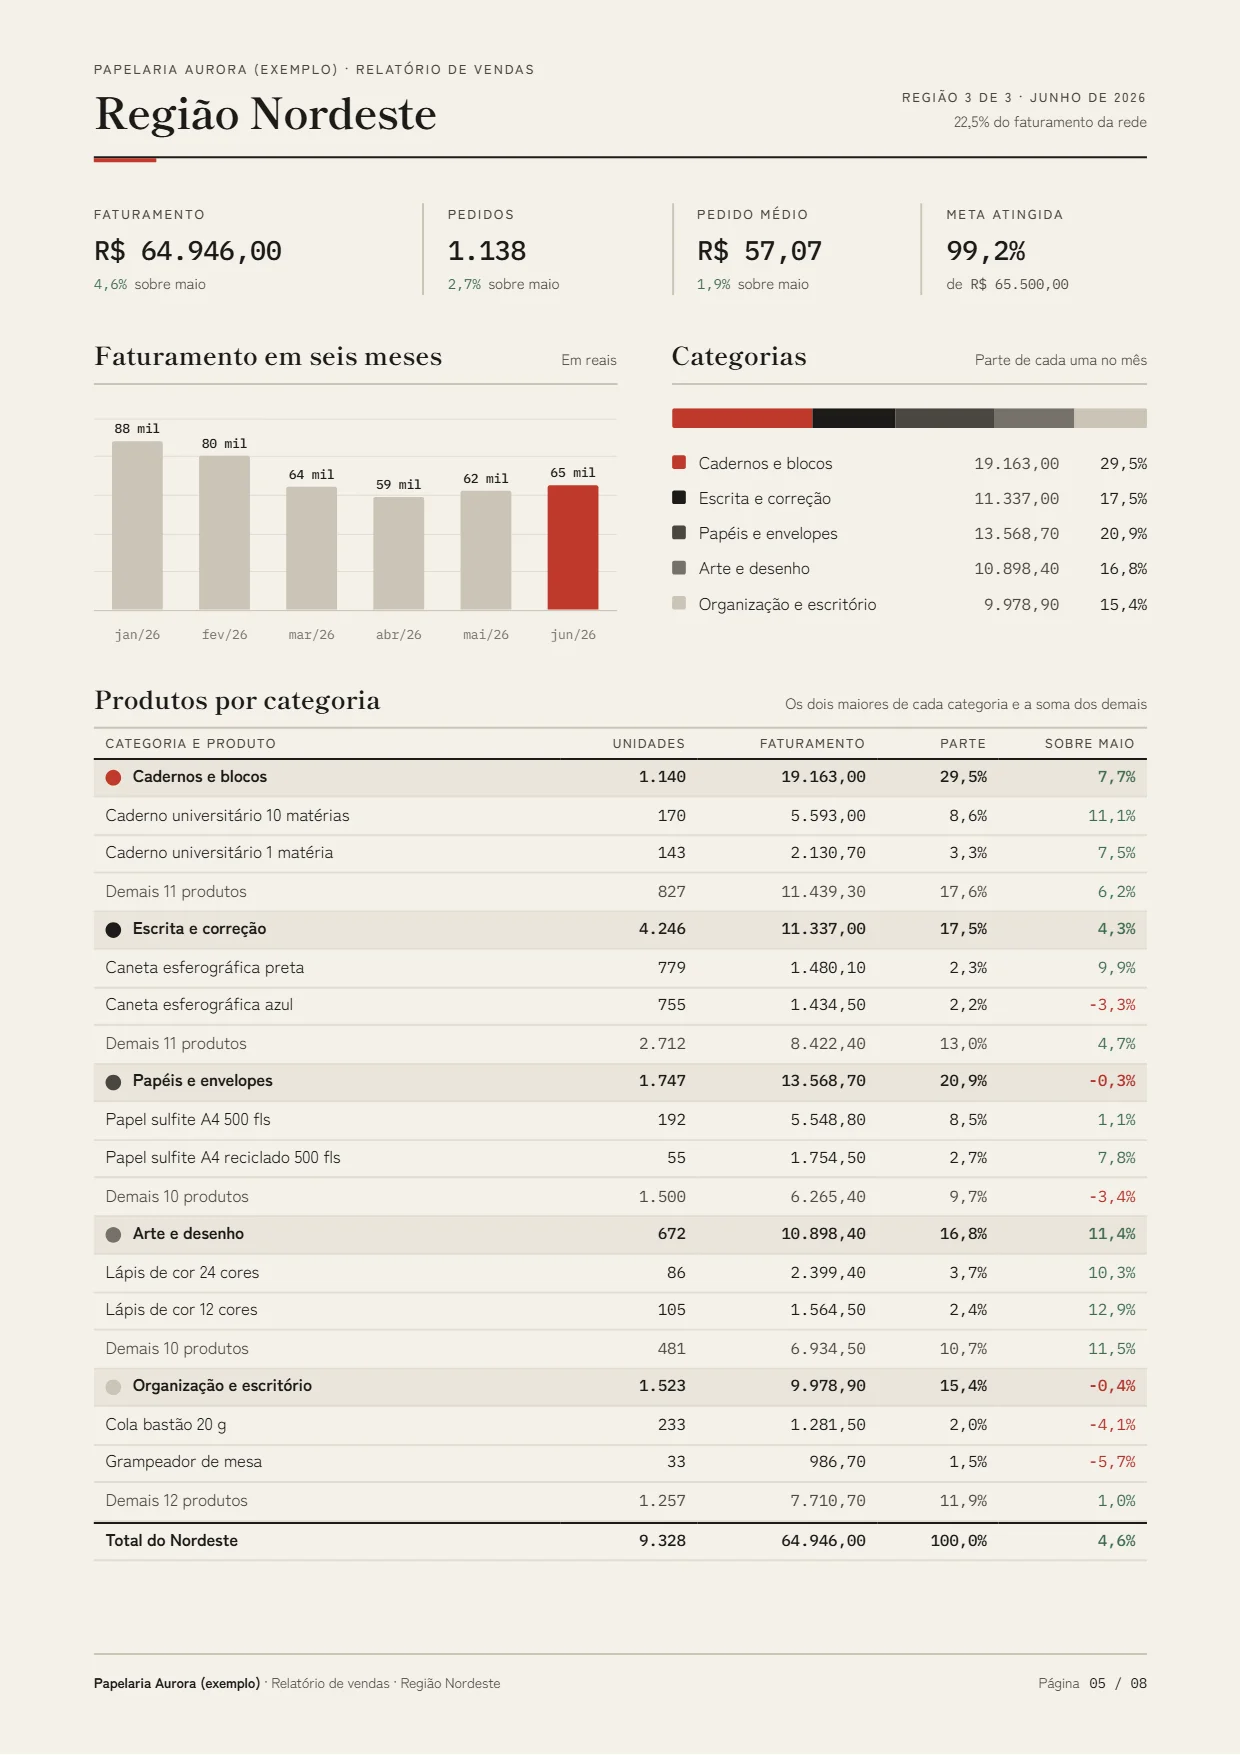 PAPELARIA AURORA (EXEMPLO) · RELATÓRIO DE VENDAS
Região Nordeste
REGIÃO 3 DE 3 · JUNHO DE 2026
22,5% do faturamento da rede
FATURAMENTO
R$ 64.946,00
4,6% sobre maio
PEDIDOS
1.138
2,7% sobre maio
PEDIDO MÉDIO
R$ 57,07
1,9% sobre maio
META ATINGIDA
99,2%
de R$ 65.500,00
Faturamento em seis meses
Em reais
88 mil
80 mil
64 mil
59 mil
62 mil
65 mil
jan/26
fev/26
mar/26
abr/26
mai/26
jun/26
Categorias
Parte de cada uma no mês
Cadernos e blocos 19.163,00 29,5%
Escrita e correção 11.337,00 17,5%
Papéis e envelopes 13.568,70 20,9%
Arte e desenho 10.898,40 16,8%
Organização e escritório 9.978,90 15,4%
Produtos por categoria
Os dois maiores de cada categoria e a soma dos demais
CATEGORIA E PRODUTO UNIDADES FATURAMENTO PARTE SOBRE MAIO
Cadernos e blocos 1.140 19.163,00 29,5% 7,7%
Caderno universitário 10 matérias 170 5.593,00 8,6% 11,1%
Caderno universitário 1 matéria 143 2.130,70 3,3% 7,5%
Demais 11 produtos 827 11.439,30 17,6% 6,2%
Escrita e correção 4.246 11.337,00 17,5% 4,3%
Caneta esferográfica preta 779 1.480,10 2,3% 9,9%
Caneta esferográfica azul 755 1.434,50 2,2% -3,3%
Demais 11 produtos 2.712 8.422,40 13,0% 4,7%
Papéis e envelopes 1.747 13.568,70 20,9% -0,3%
Papel sulfite A4 500 fls 192 5.548,80 8,5% 1,1%
Papel sulfite A4 reciclado 500 fls 55 1.754,50 2,7% 7,8%
Demais 10 produtos 1.500 6.265,40 9,7% -3,4%
Arte e desenho 672 10.898,40 16,8% 11,4%
Lápis de cor 24 cores 86 2.399,40 3,7% 10,3%
Lápis de cor 12 cores 105 1.564,50 2,4% 12,9%
Demais 10 produtos 481 6.934,50 10,7% 11,5%
Organização e escritório 1.523 9.978,90 15,4% -0,4%
Cola bastão 20 g 233 1.281,50 2,0% -4,1%
Grampeador de mesa 33 986,70 1,5% -5,7%
Demais 12 produtos 1.257 7.710,70 11,9% 1,0%
Total do Nordeste 9.328 64.946,00 100,0% 4,6%
Papelaria Aurora (exemplo) · Relatório de vendas · Região Nordeste
Página 05 / 08